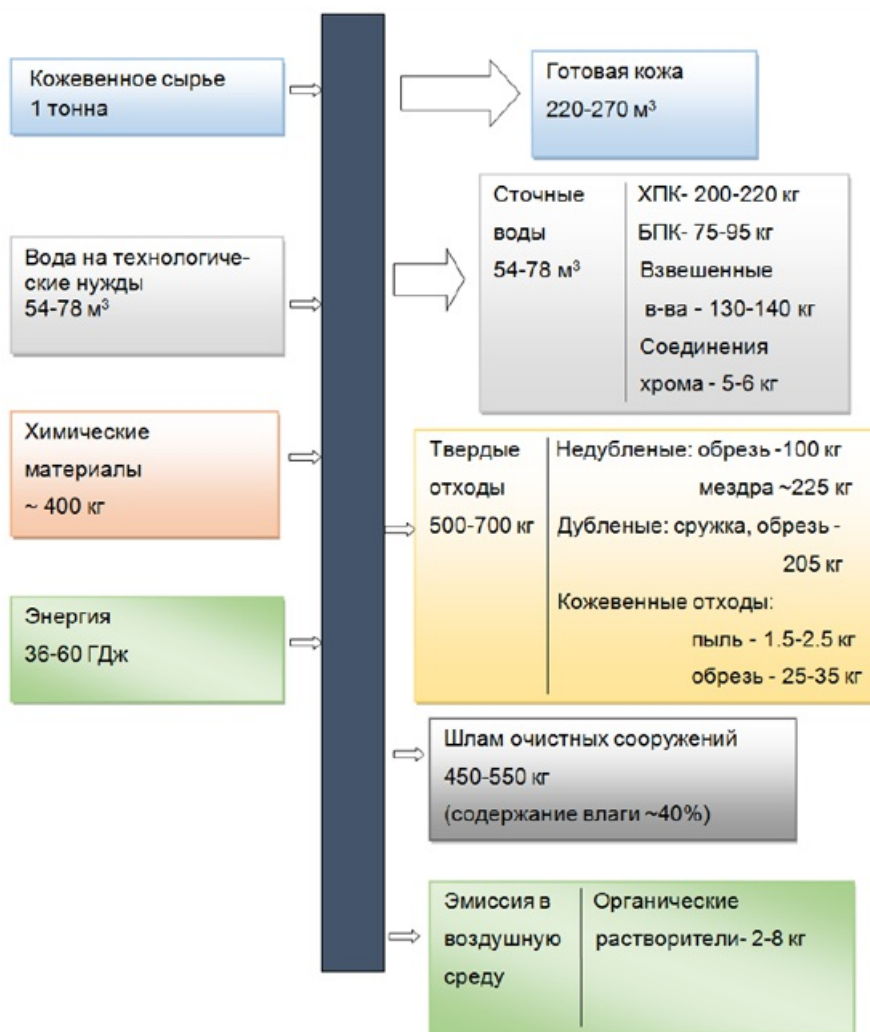 Кожевенное сырье
1 тонна
Готовая кожа
220-270 м³
Вода на технологиче-
ские нужды
54-78 м³
Сточные
воды
54-78 м³
ХПК- 200-220 кг
БПК- 75-95 кг
Взвешенные
в-ва - 130-140 кг
Соединения
хрома - 5-6 кг
Химические
материалы
~ 400 кг
Твердые
отходы
500-700 кг
Недубленые: обрезь -100 кг
мездра ~225 кг
Дубленые: сружка, обрезь -
205 кг
Кожевенные отходы:
пыль - 1.5-2.5 кг
обрезь - 25-35 кг
Энергия
36-60 ГДж
Шлам очистных сооружений
450-550 кг
(содержание влаги ~40%)
Эмиссия в
воздушную
среду
Органические
растворители- 2-8 кг